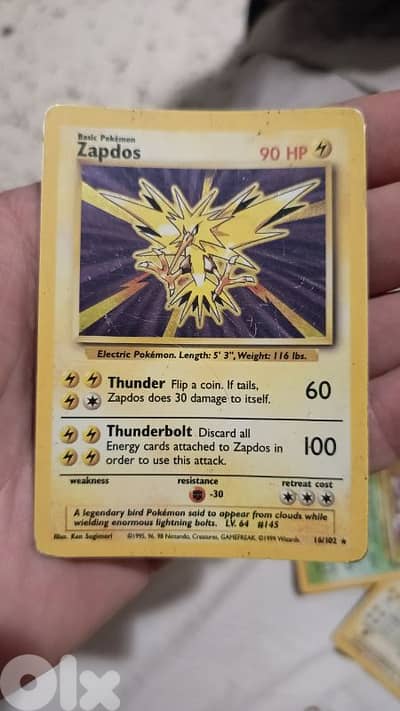 Basic Pokémon
Zapdos 90 HP
Electric Pokémon. Length: 5' 3", Weight: 116 lbs.
Thunder Flip a coin. If tails,
Zapdos does 30 damage to itself. 60
Thunderbolt Discard all
Energy cards attached to Zapdos in
order to use this attack. 100
weakness resistance retreat cost
-30
A legendary bird Pokémon said to appear from clouds while
wielding enormous lightning bolts. LV. 64 #145
Illus. Ken Sugimori ©1995, 96, 98 Nintendo, Creatures, GAMEFREAK. ©1999 Wizards. 16/102 ★
OLX